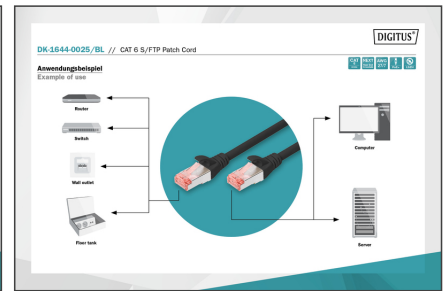 DIGITUS®
DK-1644-0025/BL // CAT 6 S/FTP Patch Cord
Anwendungsbeispiel
Example of use
Router
Switch
Wall outlet
Floor tank
Computer
Server